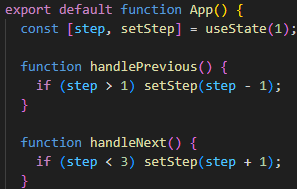 export default function App() {
  const [step, setStep] = useState(1);

  function handlePrevious() {
    if (step > 1) setStep(step - 1);
  }

  function handleNext() {
    if (step < 3) setStep(step + 1);
  }